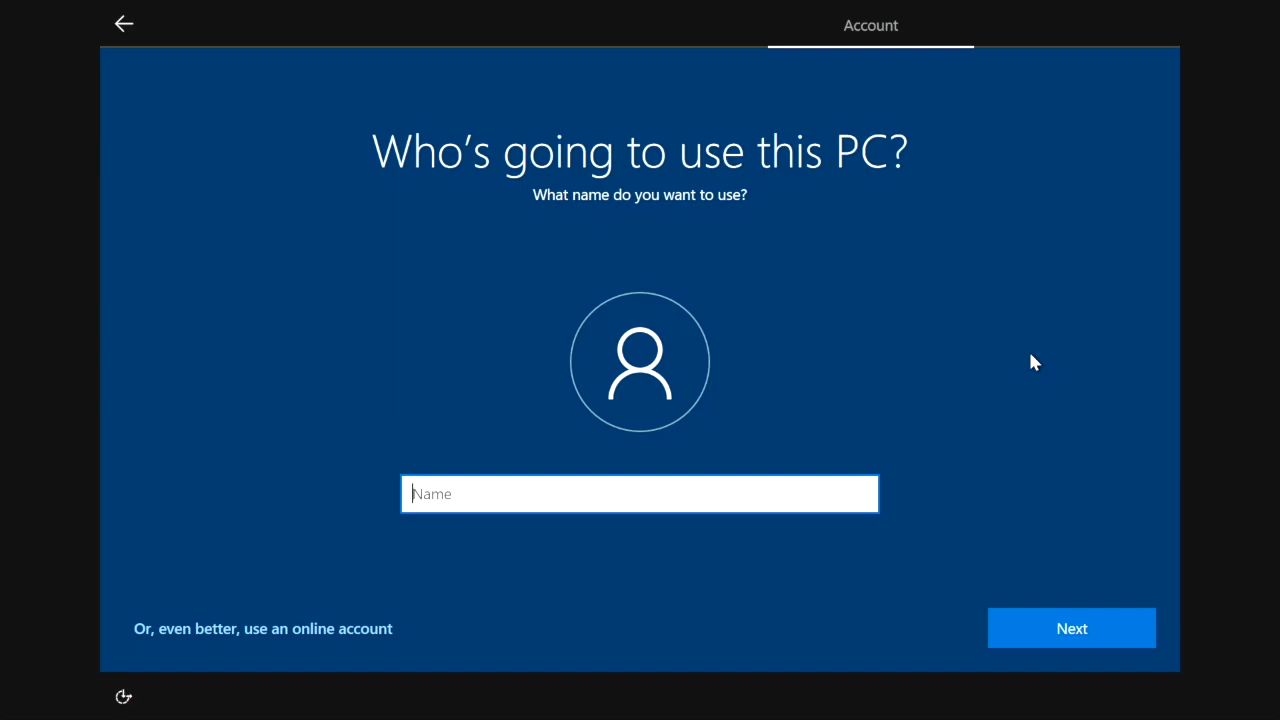 Account
Who's going to use this PC?
What name do you want to use?
Name
Or, even better, use an online account
Next